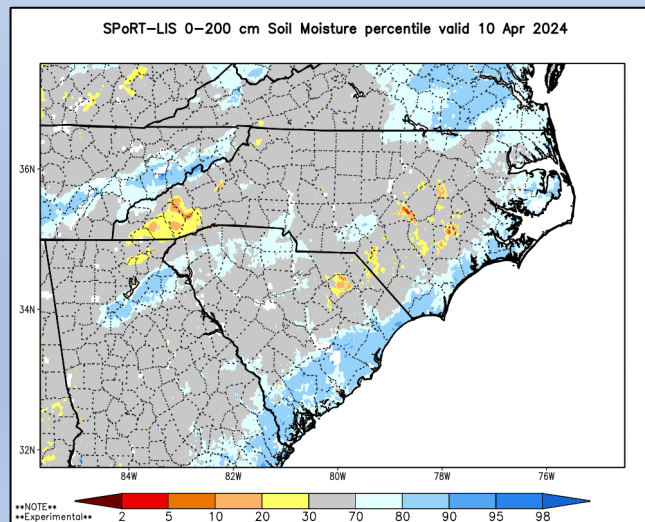 SPoRT-LIS 0-200 cm Soil Moisture percentile valid 10 Apr 2024
36N
34N
32N
84W 82W 80W 78W 76W
**NOTE**
**Experimental**
2 5 10 20 30 70 80 90 95 98